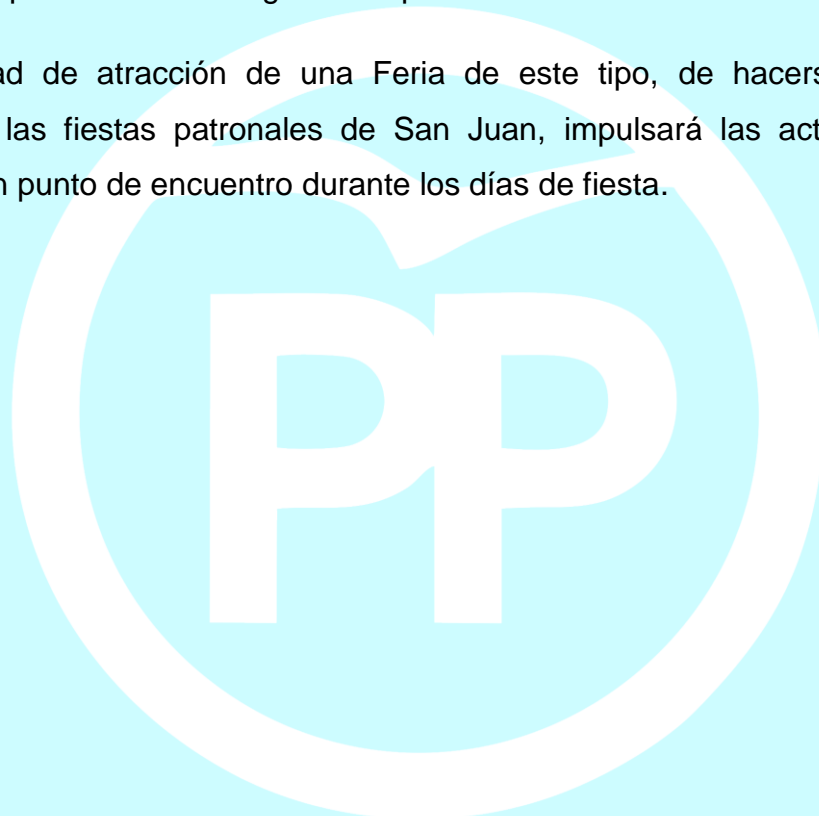 ad de atracción de una Feria de este tipo, de hacers
las fiestas patronales de San Juan, impulsará las act
n punto de encuentro durante los días de fiesta.
PP